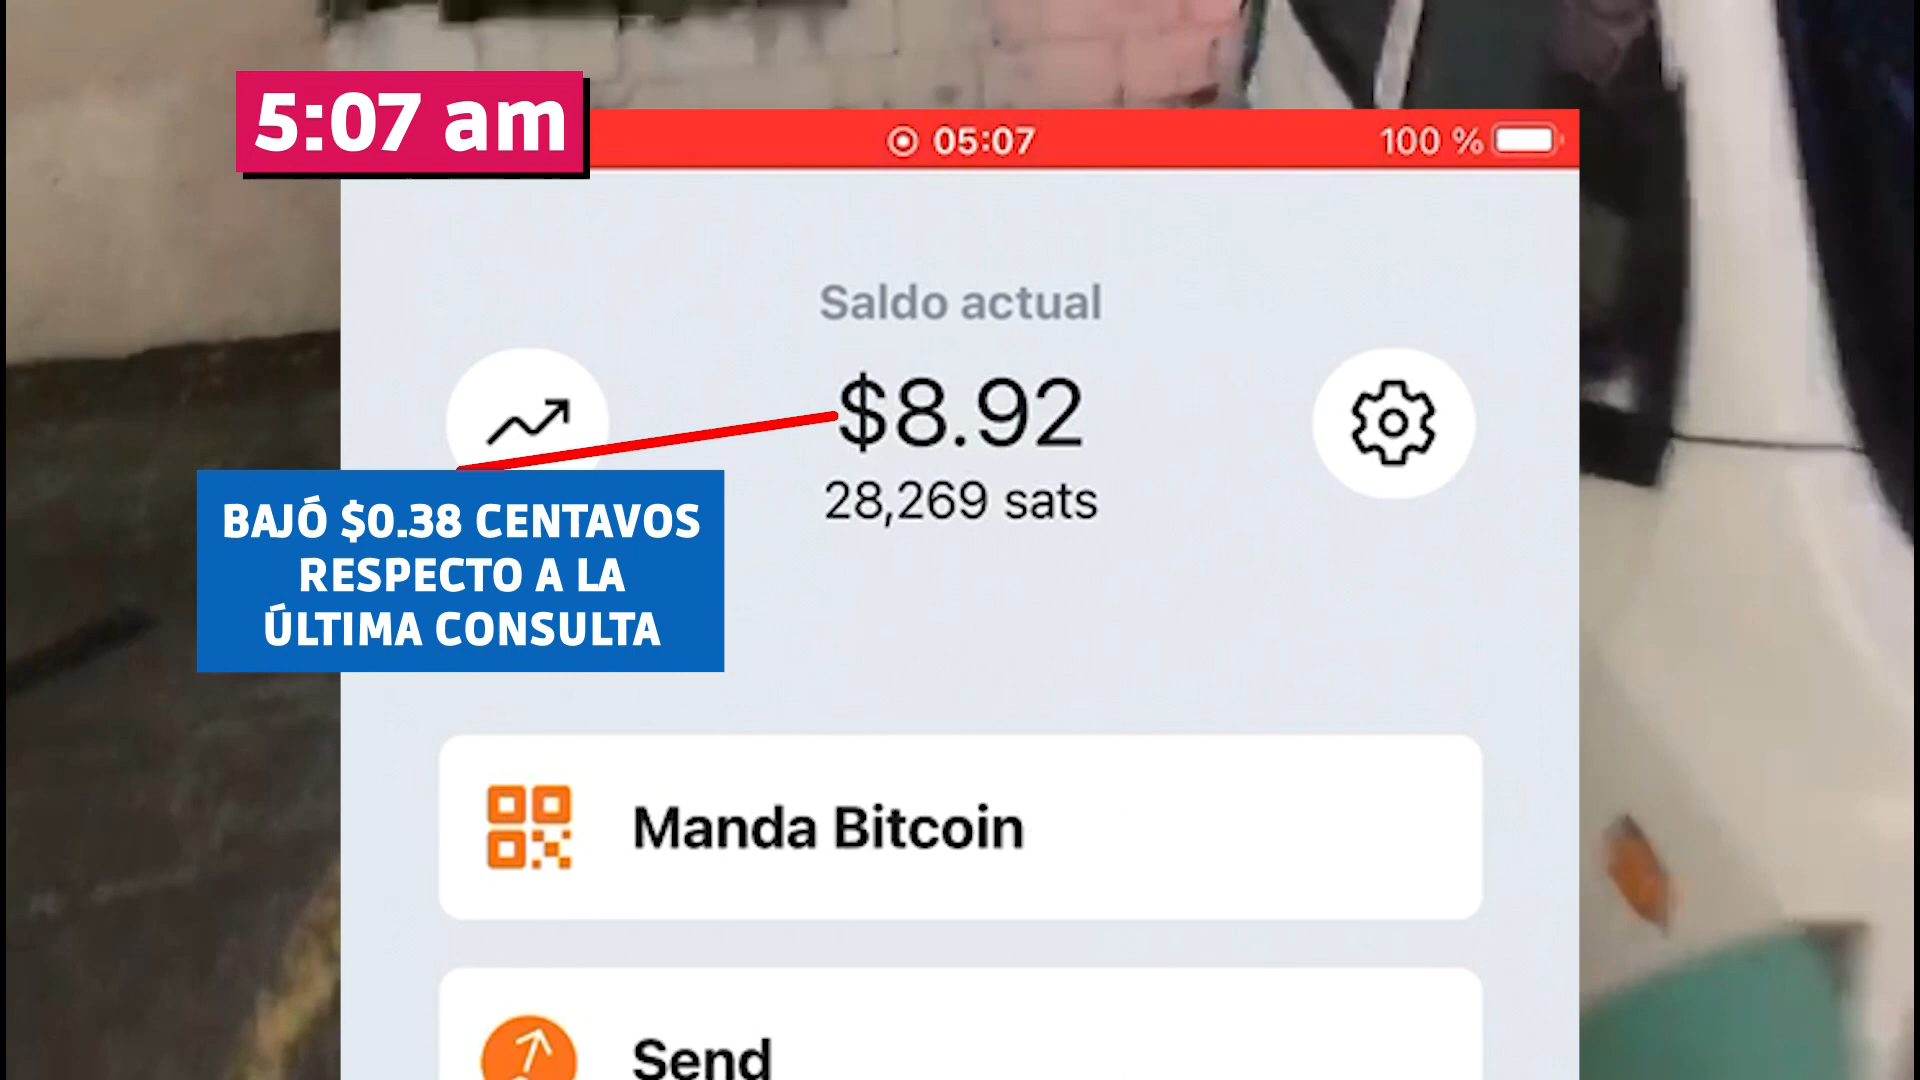 5:07 am
05:07
100 %
Saldo actual
$8.92
28,269 sats
BAJÓ $0.38 CENTAVOS
RESPECTO A LA
ÚLTIMA CONSULTA
Manda Bitcoin
Send